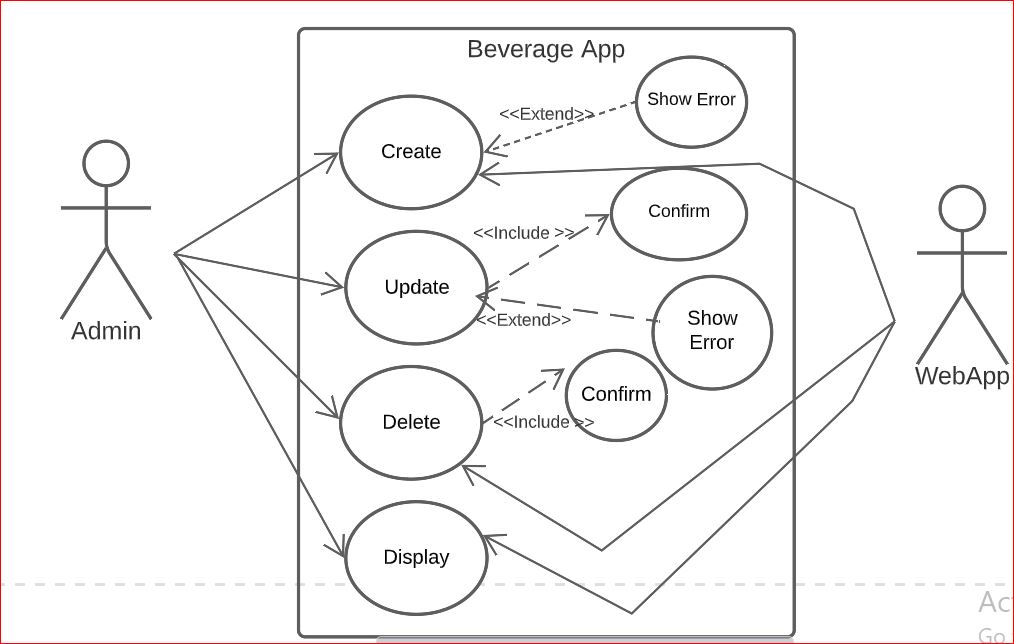 Beverage App
Show Error
<<Extend>>
Create
Confirm
<<Include >>
Update
<<Extend>>
Show
Error
Confirm
Delete
<<Include >>
Display
Admin
WebApp
Go